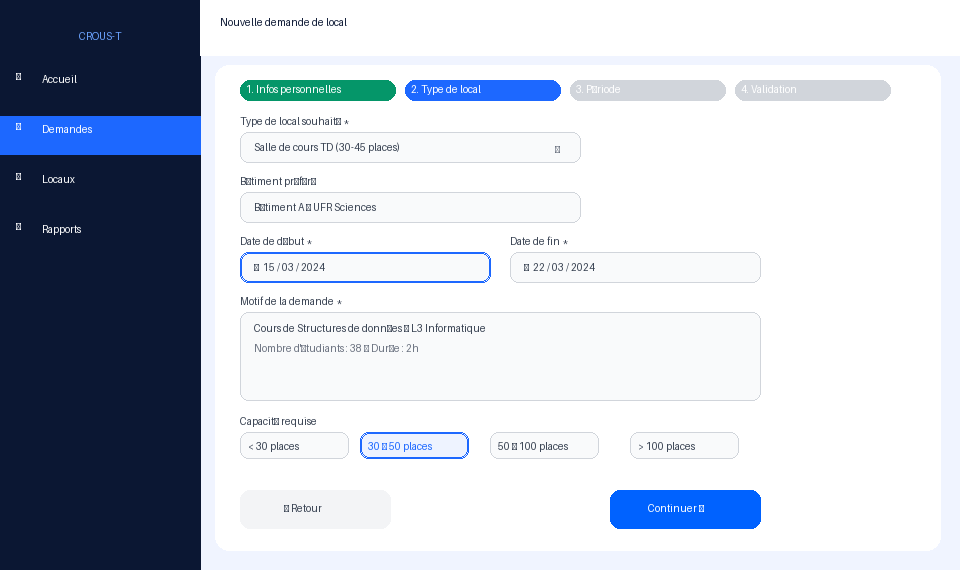 Nouvelle demande de local
CROUS-T
□ Accueil
□ Demandes
□ Locaux
□ Rapports
1. Infos personnelles
2. Type de local
3. P□riode
4. Validation
Type de local souhait□ *
Salle de cours TD (30-45 places) □
B□timent pr□f□r□
B□timent A □ UFR Sciences
Date de d□but *
Date de fin *
□ 15 / 03 / 2024
□ 22 / 03 / 2024
Motif de la demande *
Cours de Structures de donn□es □ L3 Informatique
Nombre d'□tudiants : 38 □ Dur□e : 2h
Capacit□ requise
< 30 places
30 □ 50 places
50 □ 100 places
> 100 places
□ Retour
Continuer □